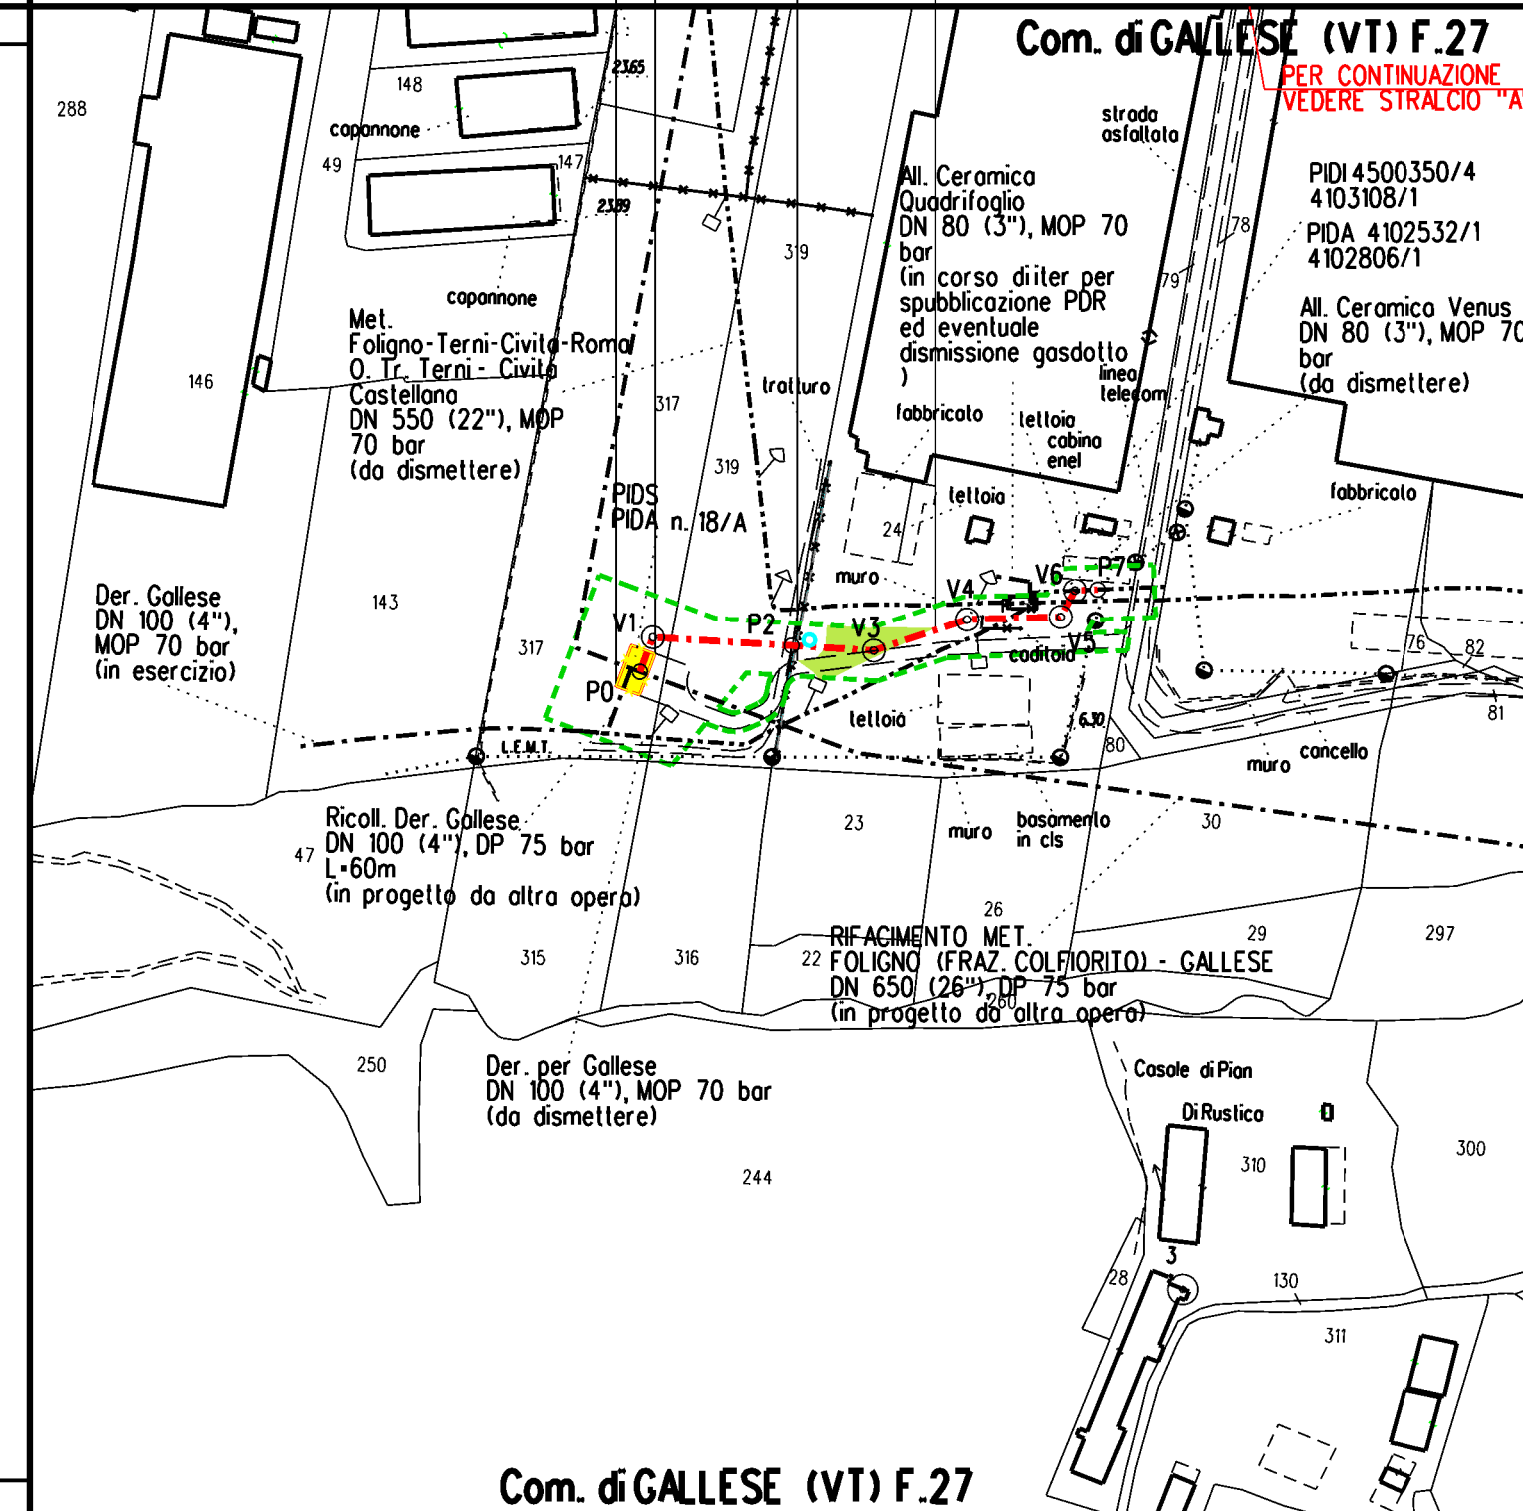 Com. di GALLESE (VT) F.27
PER CONTINUAZIONE
VEDERE STRALCIO "A"
288
148
2365
capannone
49
147
2389
capannone
146
319
strada
asfaltata
All. Ceramica
Quadrifoglio
DN 80 (3"), MOP 70
bar
(in corso di iter per
spubblicazione PDR
ed eventuale
dismissione gasdotto
)
PIDI 4500350/4
4103108/1
PIDA 4102532/1
4102806/1
78
79
All. Ceramica Venus
DN 80 (3"), MOP 70
bar
(da dismettere)
Met.
Foligno-Terni-Civita-Roma
O. Tr. Terni - Civita
Castellana
DN 550 (22"), MOP
70 bar
(da dismettere)
317
tratturo
319
linea
telecom
fabbricato
tettoia
cabina
enel
tettoia
24
fabbricato
PIDS
PIDA n. 18/A
muro
Der. Gallese
DN 100 (4"),
MOP 70 bar
(in esercizio)
143
317
V1
P2
V3
V4
V6
P7
V5
P0
caditoia
76
82
81
tettoia
630
80
L.E.M.T.
muro
cancello
Ricoll. Der. Gallese
DN 100 (4"), DP 75 bar
L=60m
(in progetto da altra opera)
47
23
muro
basamento
in cls
30
26
29
297
315
316
22
RIFACIMENTO MET.
FOLIGNO (FRAZ. COLFIORITO) - GALLESE
DN 650 (26"), DP 75 bar
(in progetto da altra opera)
260
250
Der. per Gallese
DN 100 (4"), MOP 70 bar
(da dismettere)
Casale di Pian
Di Rustica
244
310
300
3
28
130
311
Com. di GALLESE (VT) F.27